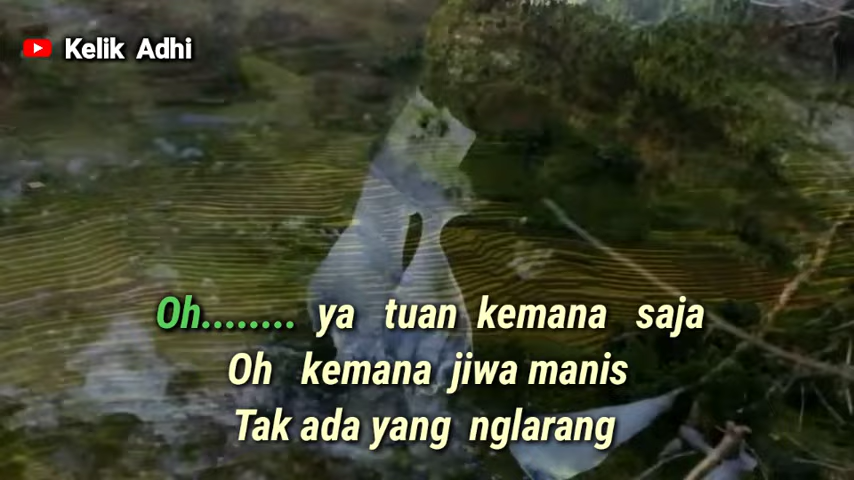 Kelik Adhi
Oh........ ya tuan kemana saja
Oh kemana jiwa manis
Tak ada yang nglarang